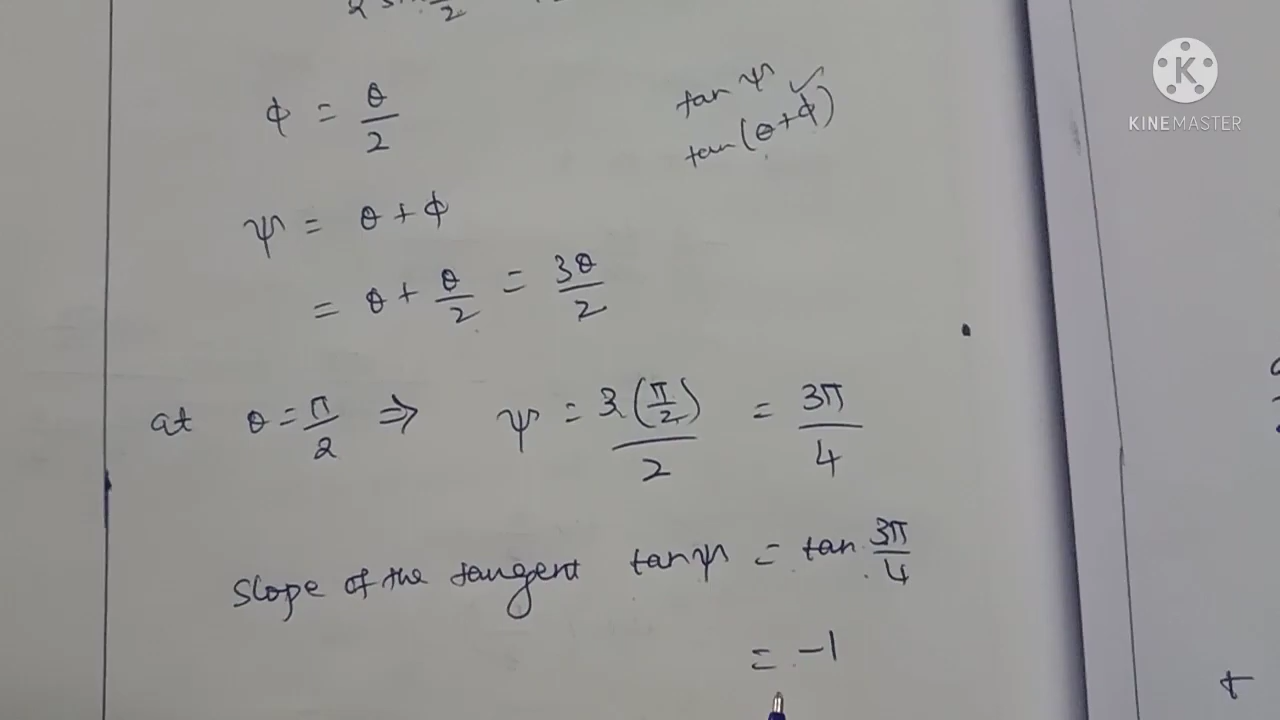 φ = θ/2
tan ψ ✓
tan(θ+φ)
K
KINEMASTER
ψ = θ + φ
= θ + θ/2 = 3θ/2
at θ = π/2 ⇒ ψ = 3(π/2)/2 = 3π/4
slope of the tangent tan ψ = tan 3π/4
= -1